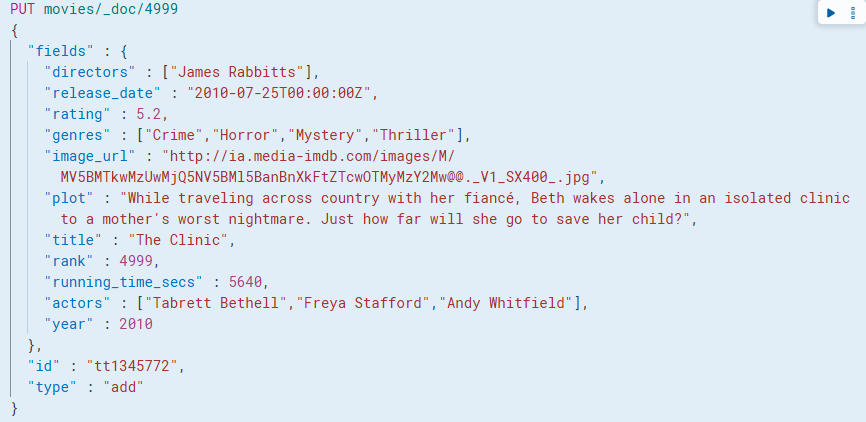 PUT movies/_doc/4999
{
"fields" : {
"directors" : ["James Rabbitts"],
"release_date" : "2010-07-25T00:00:00Z",
"rating" : 5.2,
"genres" : ["Crime","Horror","Mystery","Thriller"],
"image_url" : "http://ia.media-imdb.com/images/M/
MV5BMTkwMzUwMjQ5NV5BMl5BanBnXkFtZTcwOTMyMzY2Mw@@._V1_SX400_.jpg",
"plot" : "While traveling across country with her fiancé, Beth wakes alone in an isolated clinic
to a mother's worst nightmare. Just how far will she go to save her child?",
"title" : "The Clinic",
"rank" : 4999,
"running_time_secs" : 5640,
"actors" : ["Tabrett Bethell","Freya Stafford","Andy Whitfield"],
"year" : 2010
},
"id" : "tt1345772",
"type" : "add"
}